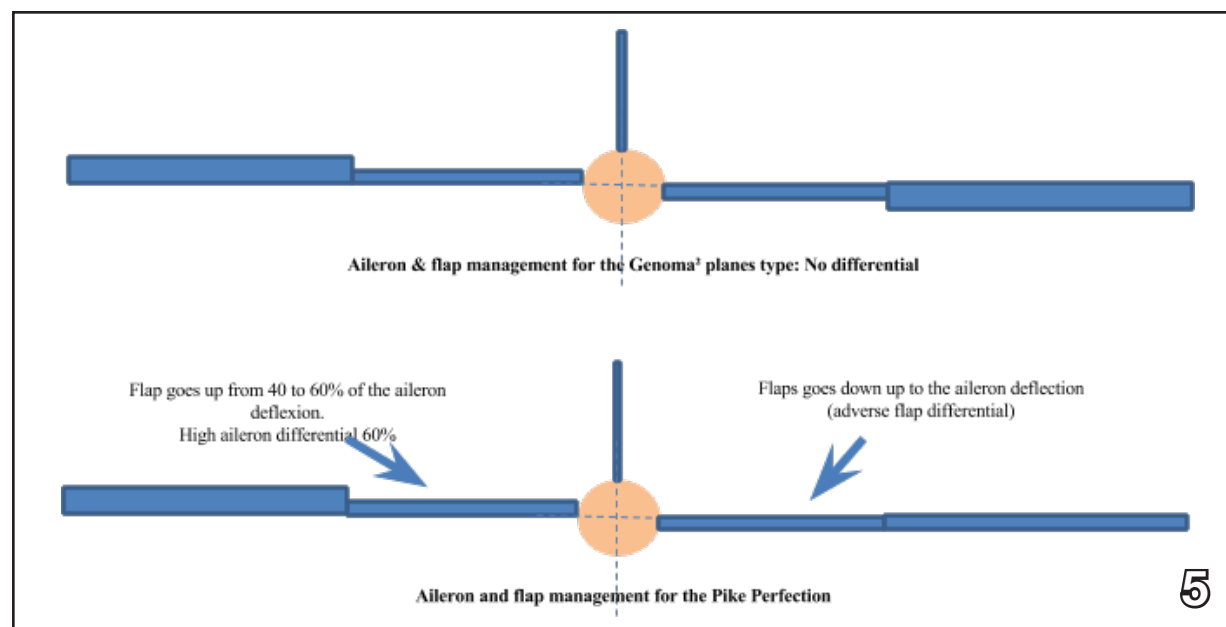 Aileron & flap management for the Genoma² planes type: No differential
Flap goes up from 40 to 60% of the aileron
deflexion.
High aileron differential 60%
Flaps goes down up to the aileron deflection
(adverse flap differential)
Aileron and flap management for the Pike Perfection
5